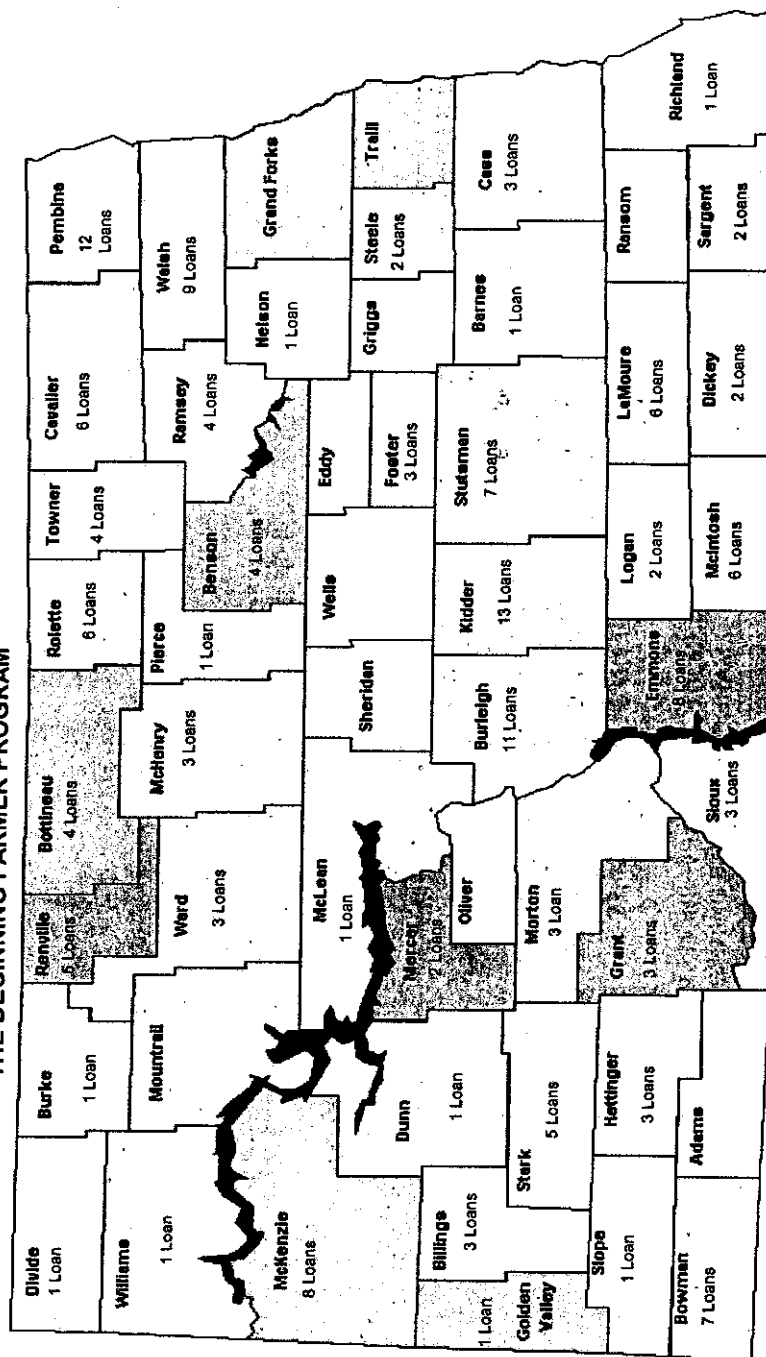 THE BEGINNING FARMER PROGRAM
Divide
1 Loan
Burke
1 Loan
Renville
5 Loans
Bottineau
4 Loans
Rolette
6 Loans
Towner
4 Loans
Cavalier
6 Loans
Pembina
12
Loans
Williams
1 Loan
Mountrail
Ward
3 Loans
McHenry
3 Loans
Pierce
1 Loan
Benson
4 Loans
Ramsey
4 Loans
Walsh
9 Loans
Nelson
1 Loan
Grand Forks
McKenzie
8 Loans
Dunn
1 Loan
McLean
1 Loan
Mercer
2 Loans
Oliver
Sheridan
Wells
Eddy
Foster
3 Loans
Griggs
Steele
2 Loans
Traill
Golden
Valley
1 Loan
Billings
3 Loans
Stark
5 Loans
Morton
3 Loan
Burleigh
11 Loans
Kidder
13 Loans
Stutsman
7 Loans
Barnes
1 Loan
Cass
3 Loans
Slope
1 Loan
Hettinger
3 Loans
Grant
3 Loans
Bowman
7 Loans
Adams
Sioux
3 Loans
Emmons
8 Loans
Logan
2 Loans
LaMoure
6 Loans
Ransom
Richland
1 Loan
McIntosh
6 Loans
Dickey
2 Loans
Sargent
2 Loans